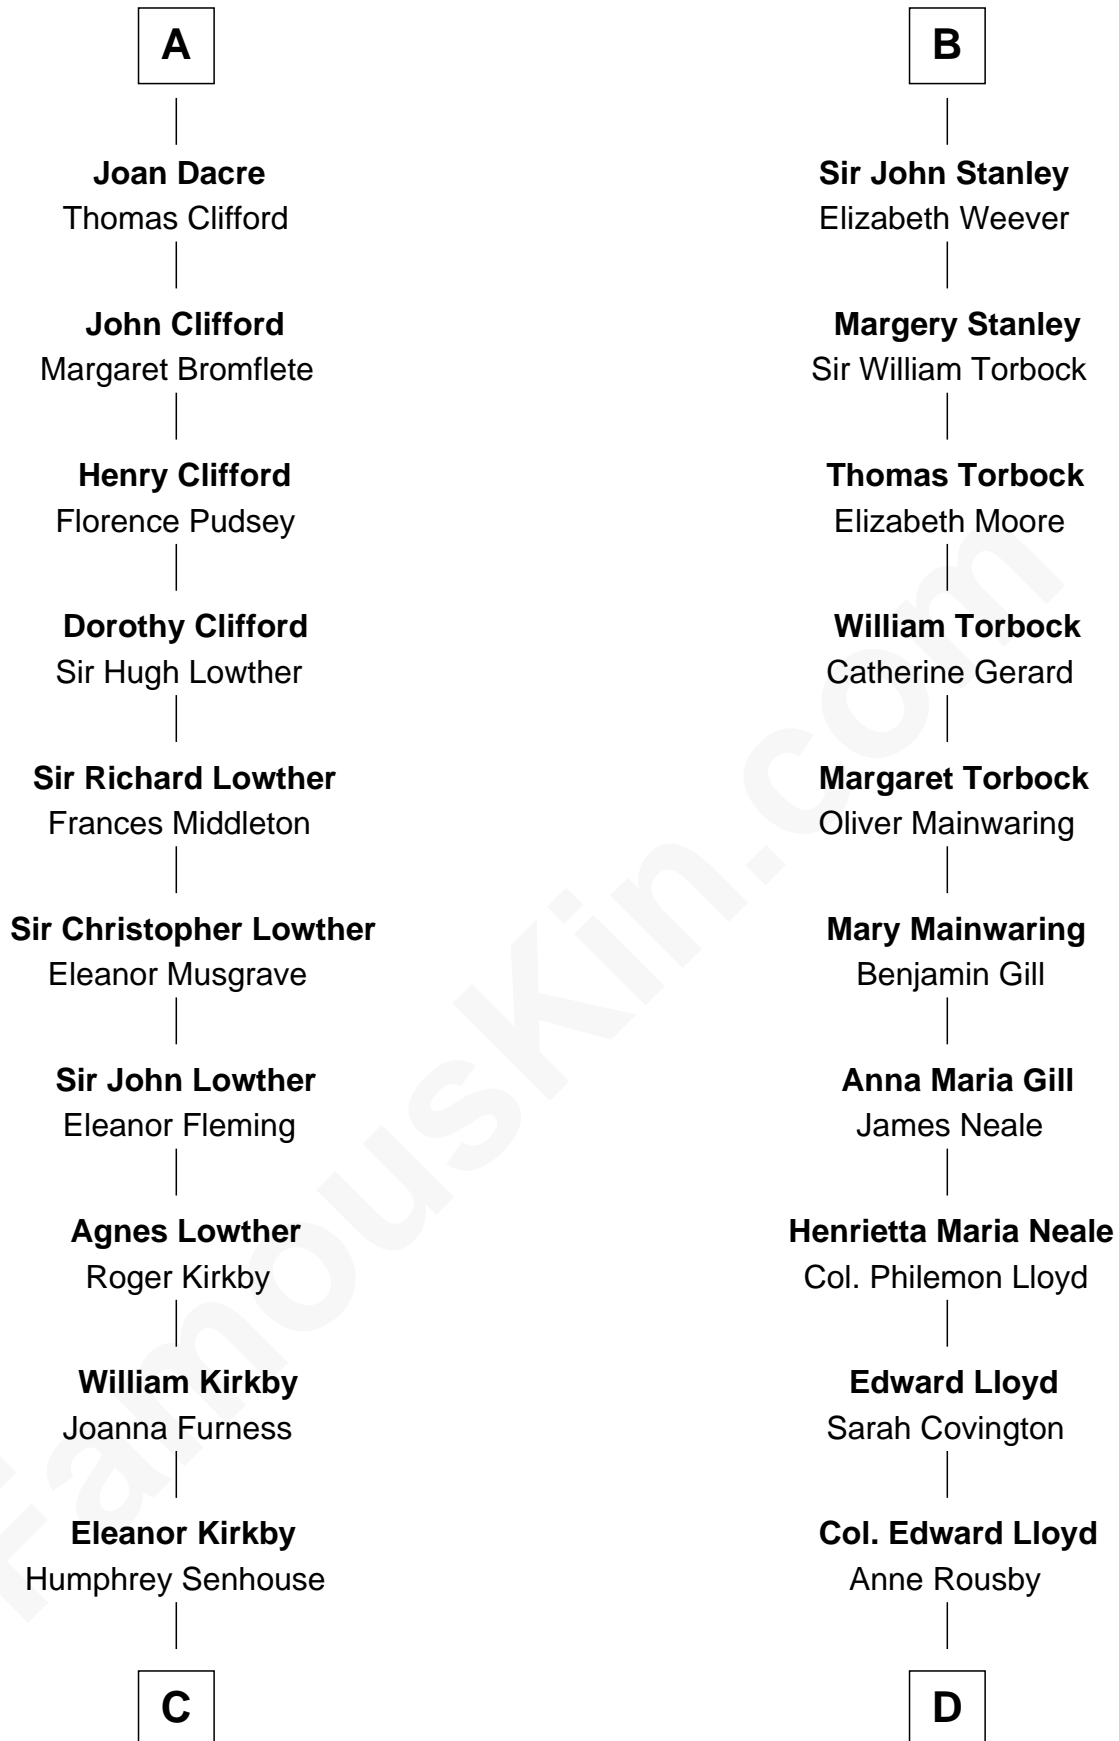 A
Joan Dacre
Thomas Clifford
John Clifford
Margaret Bromflete
Henry Clifford
Florence Pudsey
Dorothy Clifford
Sir Hugh Lowther
Sir Richard Lowther
Frances Middleton
Sir Christopher Lowther
Eleanor Musgrave
Sir John Lowther
Eleanor Fleming
Agnes Lowther
Roger Kirkby
William Kirkby
Joanna Furness
Eleanor Kirkby
Humphrey Senhouse
C
B
Sir John Stanley
Elizabeth Weever
Margery Stanley
Sir William Torbock
Thomas Torbock
Elizabeth Moore
William Torbock
Catherine Gerard
Margaret Torbock
Oliver Mainwaring
Mary Mainwaring
Benjamin Gill
Anna Maria Gill
James Neale
Henrietta Maria Neale
Col. Philemon Lloyd
Edward Lloyd
Sarah Covington
Col. Edward Lloyd
Anne Rousby
D
FamousKin.com